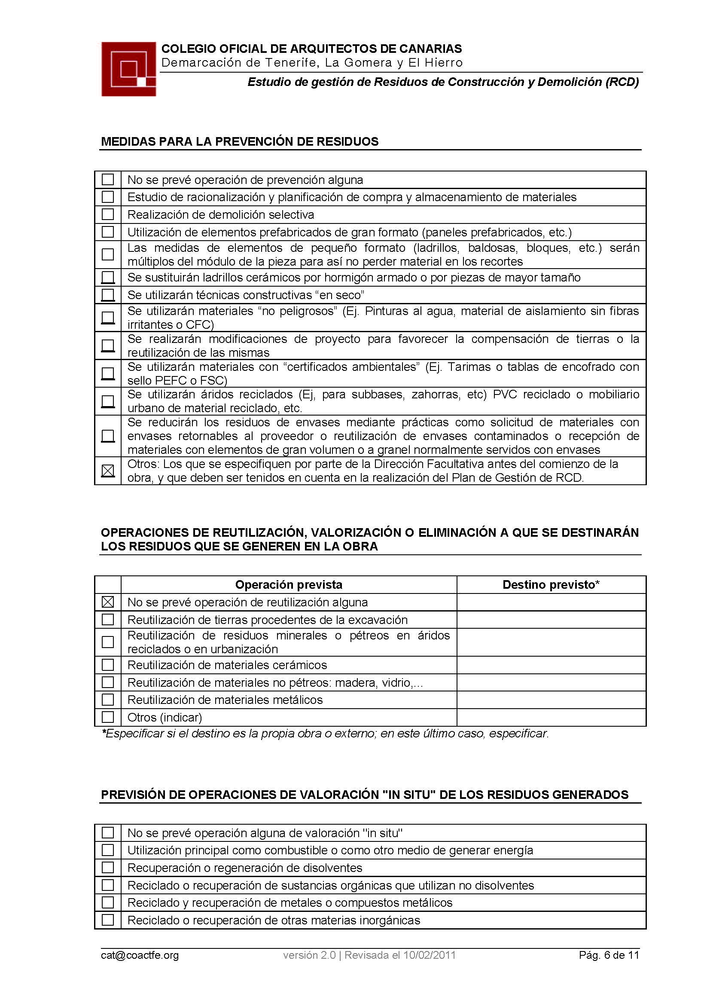 COLEGIO OFICIAL DE ARQUITECTOS DE CANARIAS
Demarcación de Tenerife, La Gomera y El Hierro
Estudio de gestión de Residuos de Construcción y Demolición (RCD)
MEDIDAS PARA LA PREVENCIÓN DE RESIDUOS
☐ No se prevé operación de prevención alguna
☐ Estudio de racionalización y planificación de compra y almacenamiento de materiales
☐ Realización de demolición selectiva
☐ Utilización de elementos prefabricados de gran formato (paneles prefabricados, etc.)
☐ Las medidas de elementos de pequeño formato (ladrillos, baldosas, bloques, etc.) serán
múltiplos del módulo de la pieza para así no perder material en los recortes
☐ Se sustituirán ladrillos cerámicos por hormigón armado o por piezas de mayor tamaño
☐ Se utilizarán técnicas constructivas “en seco”
☐ Se utilizarán materiales “no peligrosos” (Ej. Pinturas al agua, material de aislamiento sin fibras
irritantes o CFC)
☐ Se realizarán modificaciones de proyecto para favorecer la compensación de tierras o la
reutilización de las mismas
☐ Se utilizarán materiales con “certificados ambientales” (Ej. Tarimas o tablas de encofrado con
sello PEFC o FSC)
☐ Se utilizarán áridos reciclados (Ej, para subbases, zahorras, etc) PVC reciclado o mobiliario
urbano de material reciclado, etc.
☐ Se reducirán los residuos de envases mediante prácticas como solicitud de materiales con
envases retornables al proveedor o reutilización de envases contaminados o recepción de
materiales con elementos de gran volumen o a granel normalmente servidos con envases
☒ Otros: Los que se especifiquen por parte de la Dirección Facultativa antes del comienzo de la
obra, y que deben ser tenidos en cuenta en la realización del Plan de Gestión de RCD.
OPERACIONES DE REUTILIZACIÓN, VALORIZACIÓN O ELIMINACIÓN A QUE SE DESTINARÁN
LOS RESIDUOS QUE SE GENEREN EN LA OBRA
Operación prevista Destino previsto*
☒ No se prevé operación de reutilización alguna
☐ Reutilización de tierras procedentes de la excavación
☐ Reutilización de residuos minerales o pétreos en áridos
reciclados o en urbanización
☐ Reutilización de materiales cerámicos
☐ Reutilización de materiales no pétreos: madera, vidrio,...
☐ Reutilización de materiales metálicos
☐ Otros (indicar)
*Especificar si el destino es la propia obra o externo; en este último caso, especificar.
PREVISIÓN DE OPERACIONES DE VALORACIÓN "IN SITU" DE LOS RESIDUOS GENERADOS
☐ No se prevé operación alguna de valoración "in situ"
☐ Utilización principal como combustible o como otro medio de generar energía
☐ Recuperación o regeneración de disolventes
☐ Reciclado o recuperación de sustancias orgánicas que utilizan no disolventes
☐ Reciclado y recuperación de metales o compuestos metálicos
☐ Reciclado o recuperación de otras materias inorgánicas
cat@coactfe.org versión 2.0 | Revisada el 10/02/2011 Pág. 6 de 11